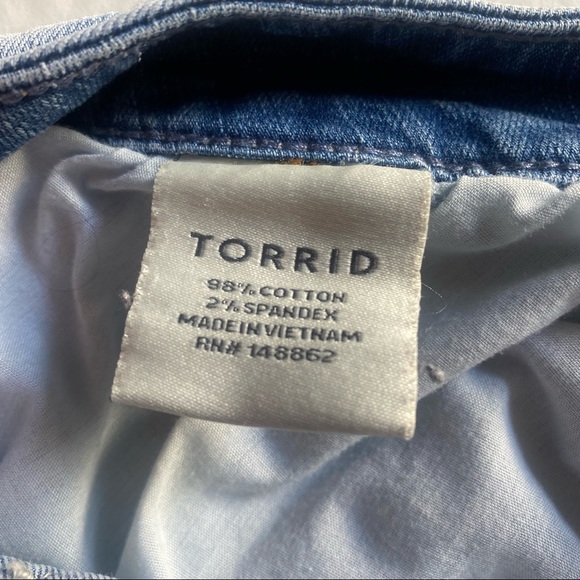 TORRID
98% COTTON
2% SPANDEX
MADE IN VIETNAM
RN# 148862